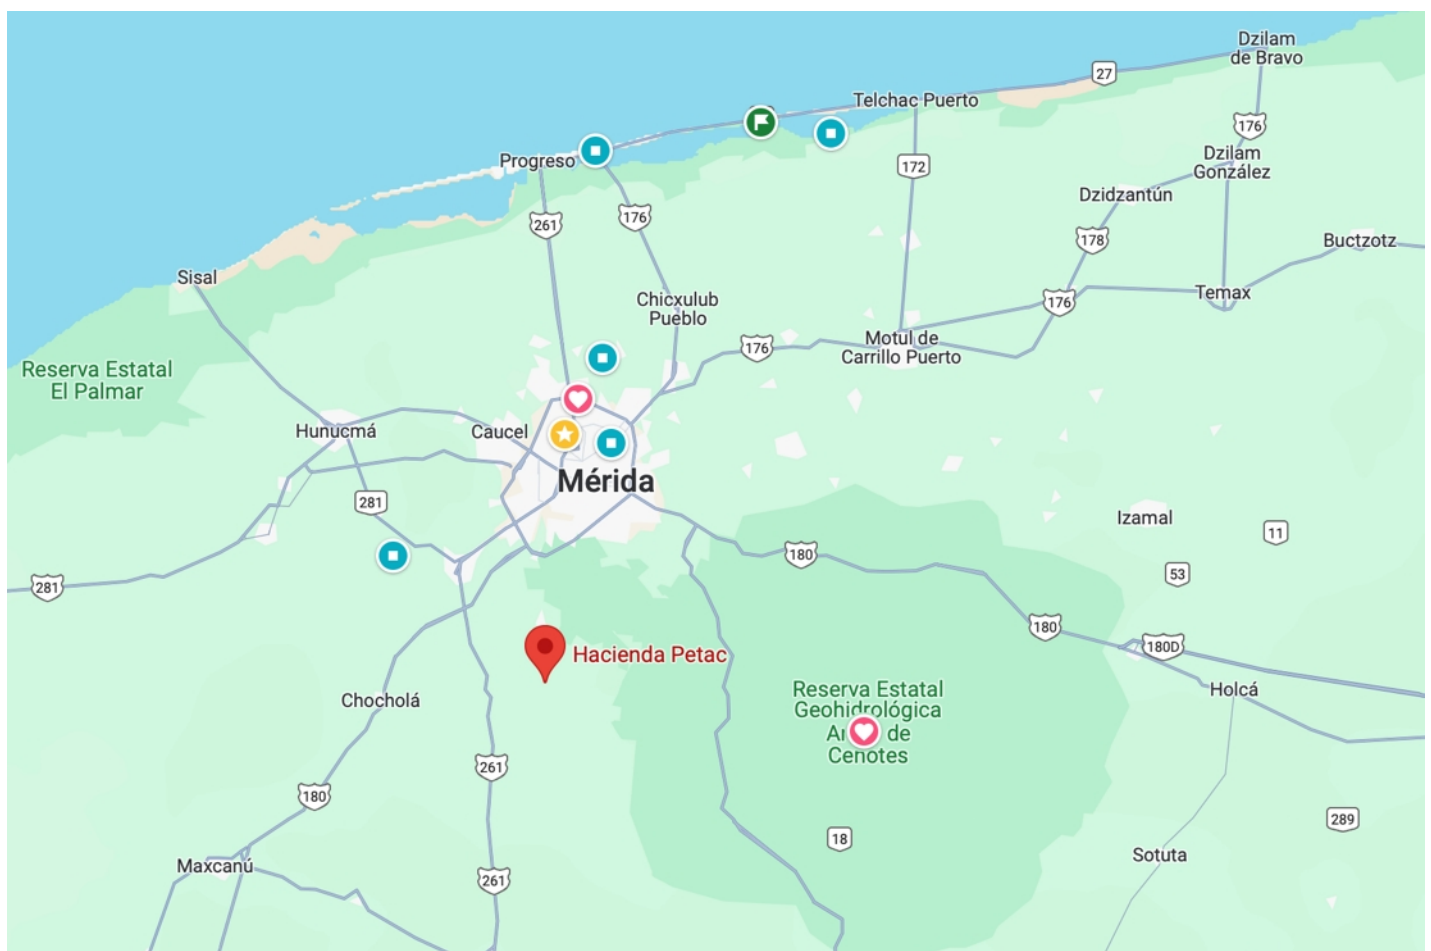 Dzilam
de Bravo
27
Telchac Puerto
176
Progreso
172
Dzilam
González
Dzidzantún
261
176
178
Buctzotz
Sisal
Chicxulub
Pueblo
Temax
176
Motul de
Carrillo Puerto
176
Reserva Estatal
El Palmar
Hunucmá
Caucel
Mérida
281
Izamal
11
180
53
281
180
180D
Hacienda Petac
Chocholá
Reserva Estatal
Geohidrológica
de
Cenotes
Holcá
261
180
289
18
Sotuta
Maxcanú
261